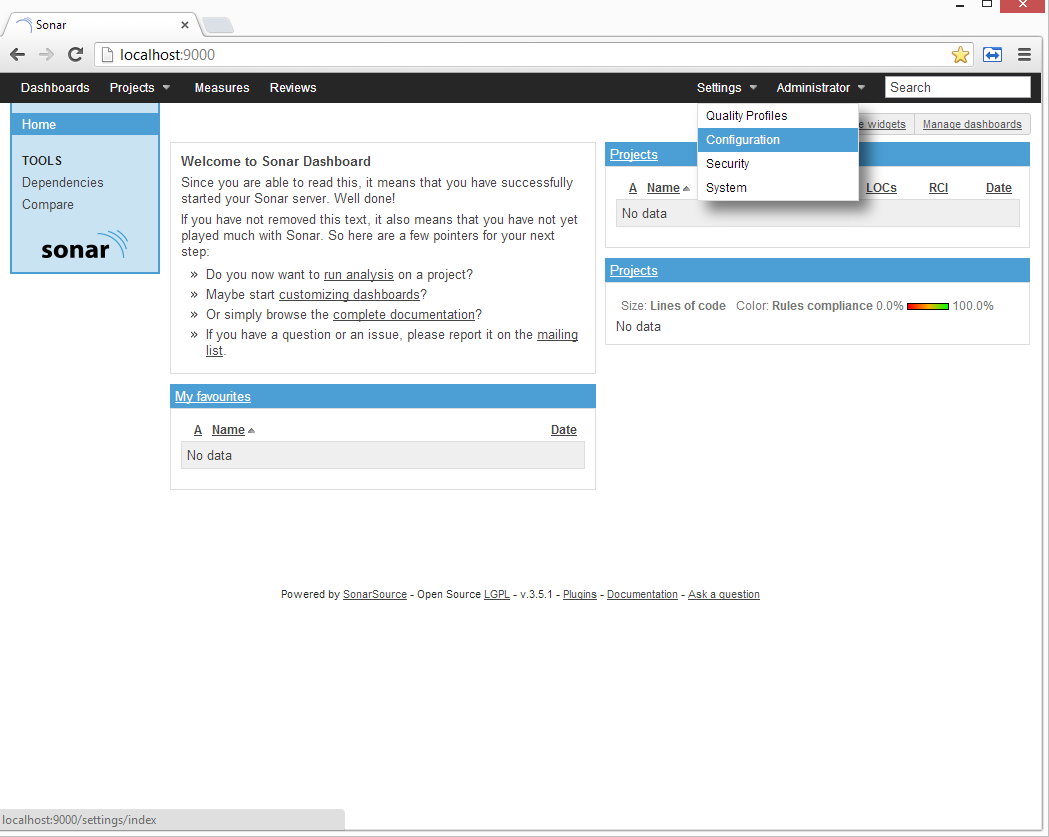 Sonar
localhost:9000
Dashboards Projects Measures Reviews Settings Administrator Search
Quality Profiles
Configuration
Security
System
widgets Manage dashboards
Home
TOOLS
Dependencies
Compare
sonar
Welcome to Sonar Dashboard
Since you are able to read this, it means that you have successfully
started your Sonar server. Well done!
If you have not removed this text, it also means that you have not yet
played much with Sonar. So here are a few pointers for your next
step:
» Do you now want to run analysis on a project?
» Maybe start customizing dashboards?
» Or simply browse the complete documentation?
» If you have a question or an issue, please report it on the mailing
list.
My favourites
A Name Date
No data
Projects
A Name LOCs RCI Date
No data
Projects
Size: Lines of code Color: Rules compliance 0.0% 100.0%
No data
Powered by SonarSource - Open Source LGPL - v.3.5.1 - Plugins - Documentation - Ask a question
localhost:9000/settings/index